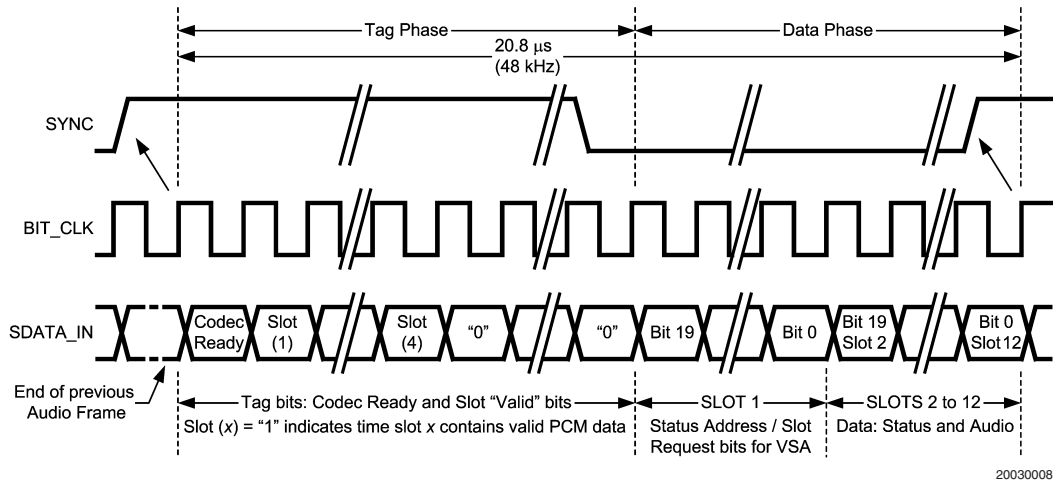 Tag Phase
Data Phase
20.8 μs
(48 kHz)
SYNC
BIT_CLK
SDATA_IN
Codec
Ready
Slot
(1)
Slot
(4)
“0”
“0”
Bit 19
Bit 0
Bit 19
Slot 2
Bit 0
Slot12
End of previous
Audio Frame
Tag bits: Codec Ready and Slot “Valid” bits
Slot (x) = “1” indicates time slot x contains valid PCM data
SLOT 1
Status Address / Slot
Request bits for VSA
SLOTS 2 to 12
Data: Status and Audio
20030008